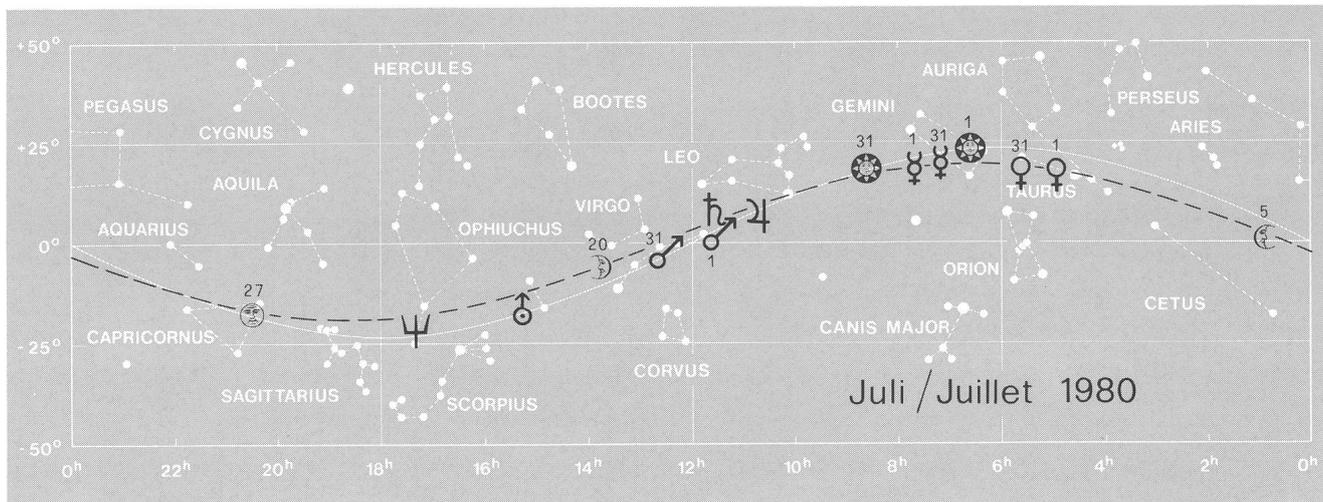 +50°
HERCULES
AURIGA
PEGASUS
BOOTES
GEMINI
PERSEUS
CYGNUS
31
1
31
1
ARIES
+25°
LEO
31
1
AQUILA
TAURUS
VIRGO
5
AQUARIUS
OPHIUCHUS
0°
20
31
1
ORION
27
CETUS
CAPRICORNUS
CANIS MAJOR
-25°
CORVUS
SAGITTARIUS
SCORPIUS
Juli / Juillet 1980
-50°
0h 22h 20h 18h 16h 14h 12h 10h 8h 6h 4h 2h 0h